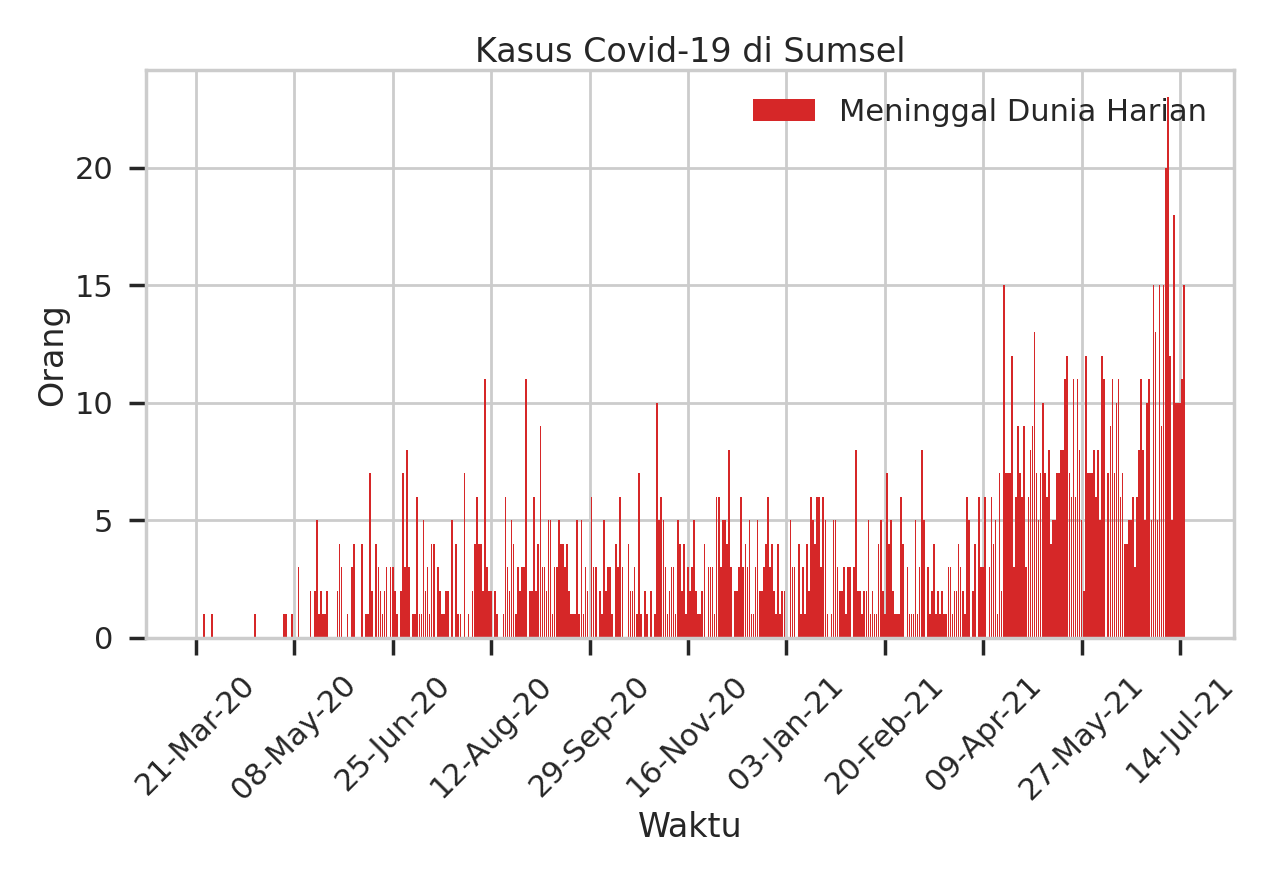 Kasus Covid-19 di Sumsel
Meninggal Dunia Harian
Orang
20
15
10
5
0
21-Mar-20
08-May-20
25-Jun-20
12-Aug-20
29-Sep-20
16-Nov-20
03-Jan-21
20-Feb-21
09-Apr-21
27-May-21
14-Jul-21
Waktu